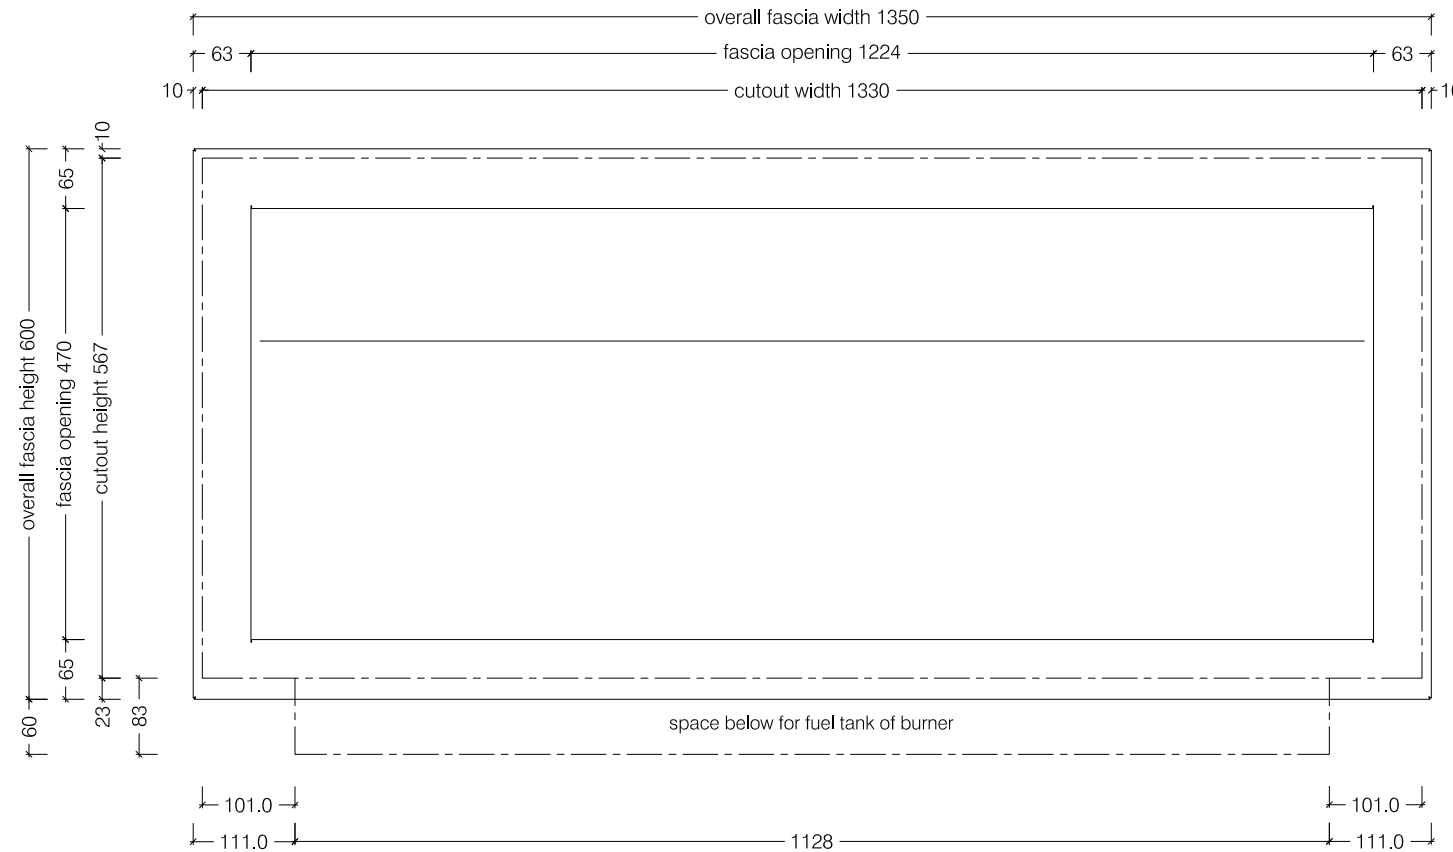 overall fascia width 1350
63
fascia opening 1224
63
10
cutout width 1330
10
65
overall fascia height 600
fascia opening 470
cutout height 567
65
60
23
83
space below for fuel tank of burner
101.0
101.0
111.0
1128
111.0